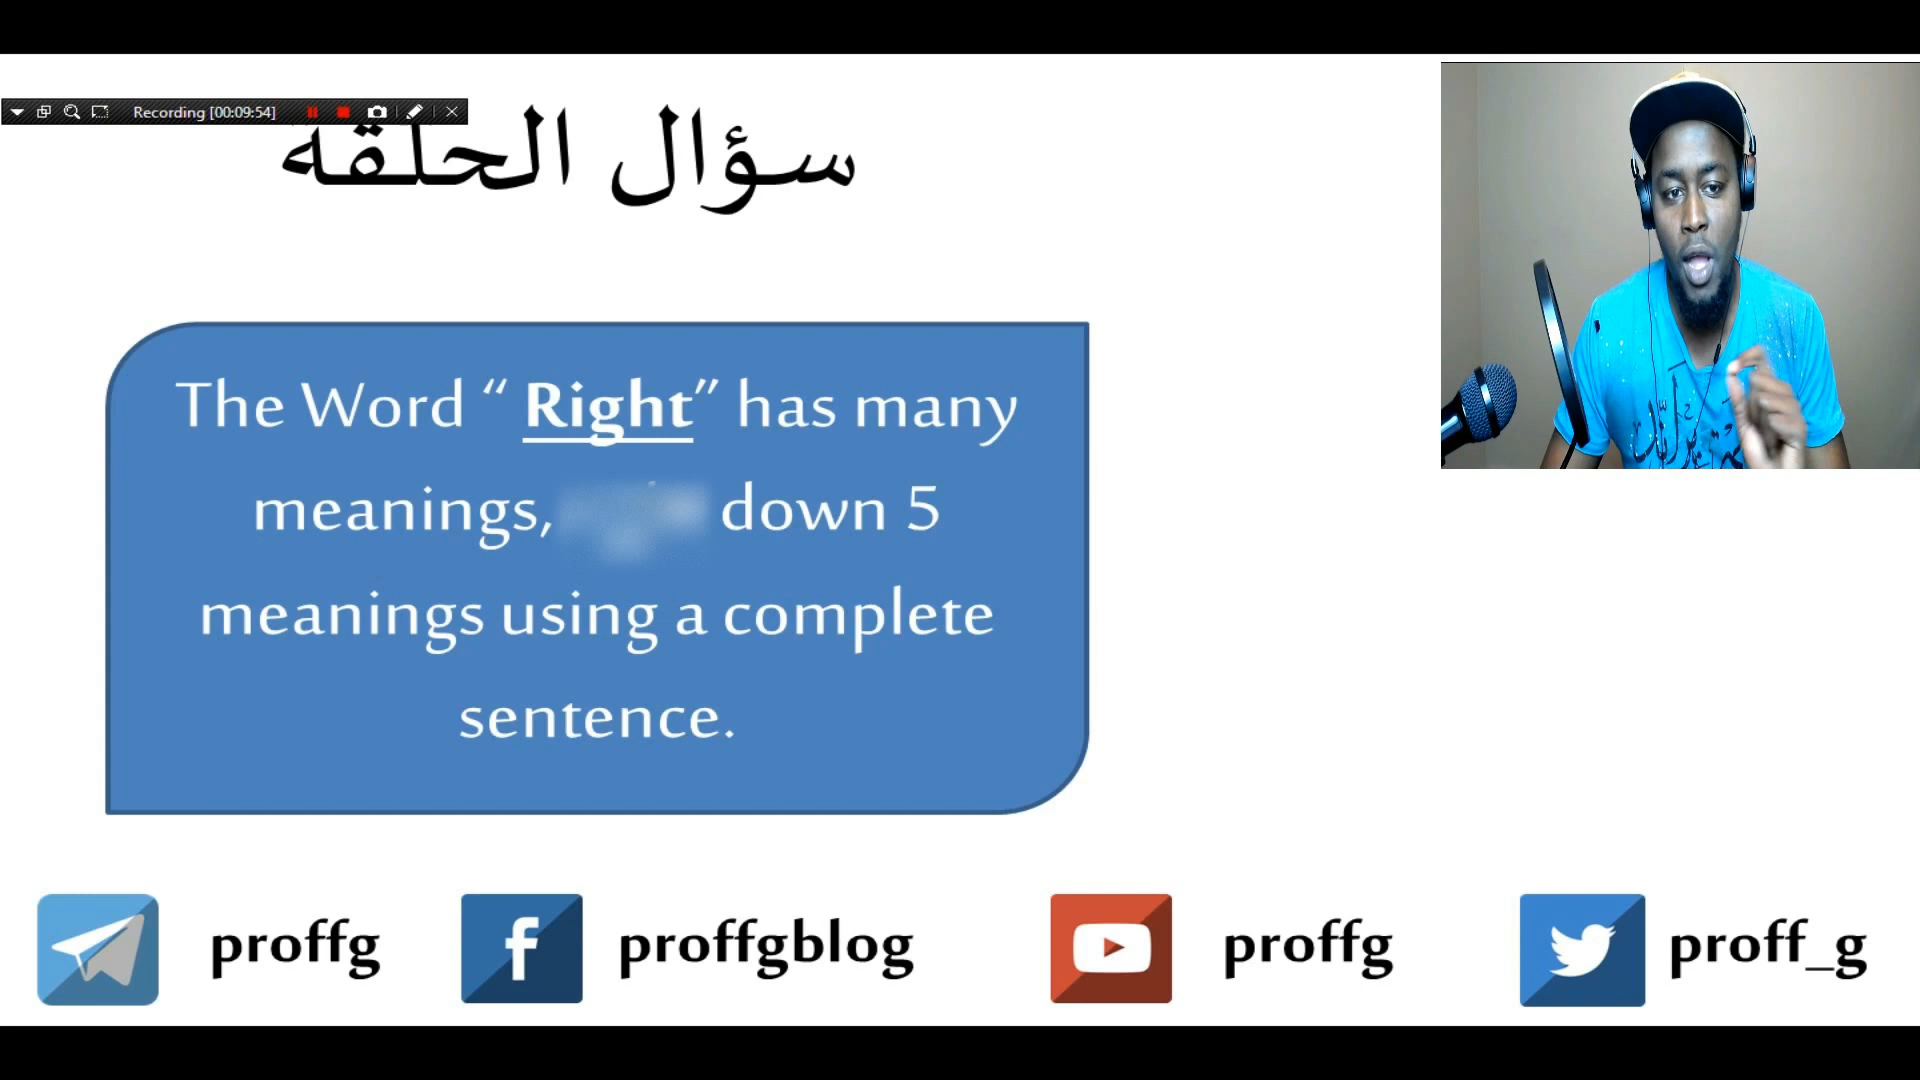 Recording [00:09:54]
سؤال الحلقة
The Word “ Right” has many
meanings, down 5
meanings using a complete
sentence.
proffg
proffgblog
proffg
proff_g